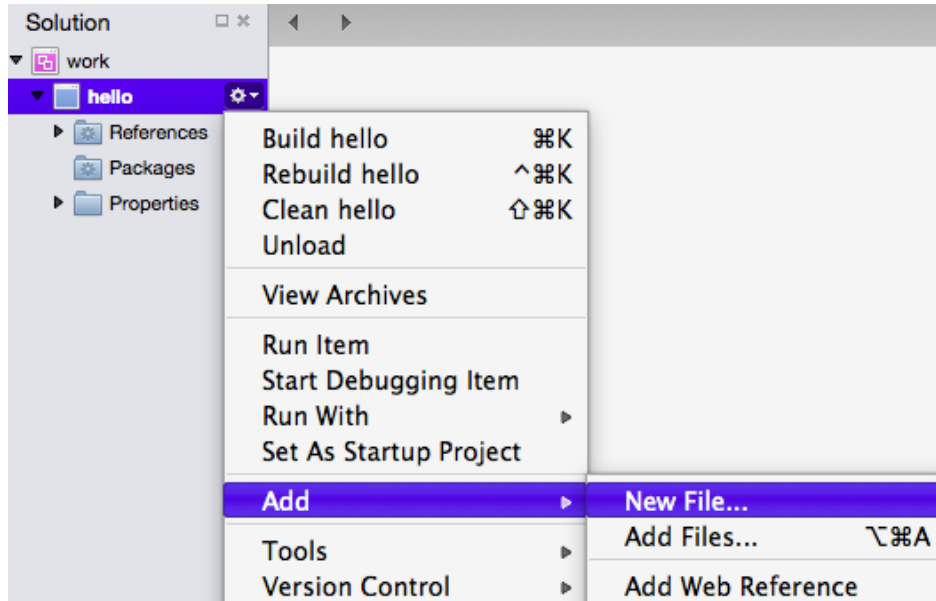 Solution
work
hello
References
Packages
Properties
Build hello ⌘K
Rebuild hello ^⌘K
Clean hello ⇧⌘K
Unload
View Archives
Run Item
Start Debugging Item
Run With
Set As Startup Project
Add
Tools
Version Control
New File...
Add Files... ⌥⌘A
Add Web Reference